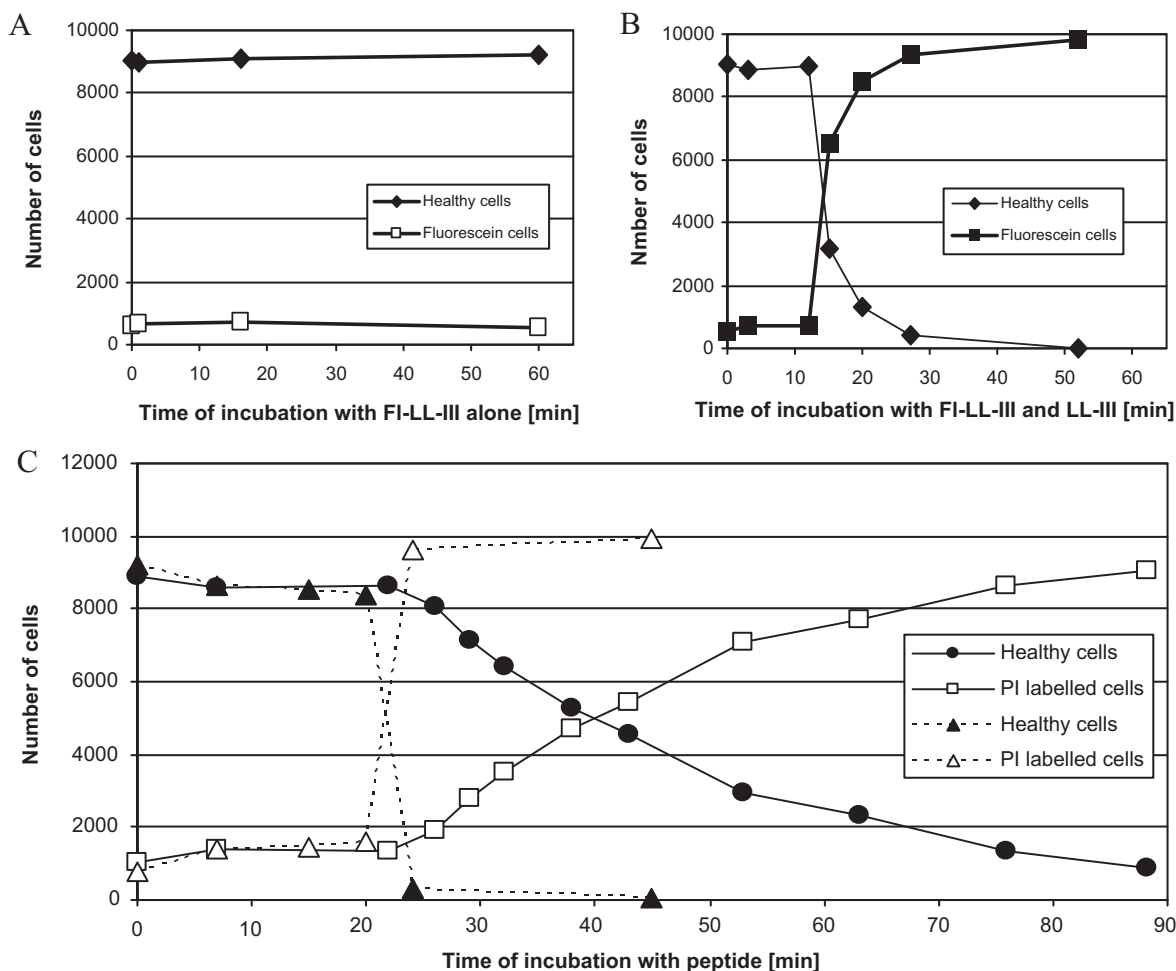 A
10000
8000
6000
4000
2000
0
Number of cells
Healthy cells
Fluorescein cells
0 10 20 30 40 50 60
Time of incubation with Fl-LL-III alone [min]
B
10000
8000
6000
4000
2000
0
Nmber of cells
Healthy cells
Fluorescein cells
0 10 20 30 40 50 60
Time of incubation with Fl-LL-III and LL-III [min]
C
12000
10000
8000
6000
4000
2000
0
Number of cells
Healthy cells
PI labelled cells
Healthy cells
PI labelled cells
0 10 20 30 40 50 60 70 80 90
Time of incubation with peptide [min]